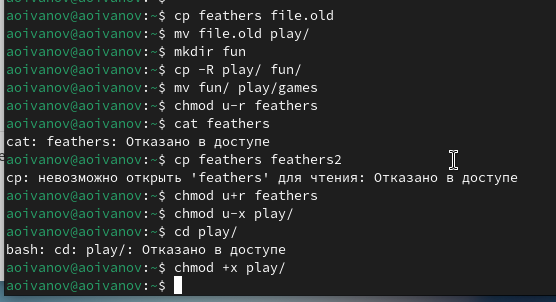 aoivanov@aoivanov:~$ cp feathers file.old
aoivanov@aoivanov:~$ mv file.old play/
aoivanov@aoivanov:~$ mkdir fun
aoivanov@aoivanov:~$ cp -R play/ fun/
aoivanov@aoivanov:~$ mv fun/ play/games
aoivanov@aoivanov:~$ chmod u-r feathers
aoivanov@aoivanov:~$ cat feathers
cat: feathers: Отказано в доступе
aoivanov@aoivanov:~$ cp feathers feathers2
cp: невозможно открыть 'feathers' для чтения: Отказано в доступе
aoivanov@aoivanov:~$ chmod u+r feathers
aoivanov@aoivanov:~$ chmod u-x play/
aoivanov@aoivanov:~$ cd play/
bash: cd: play/: Отказано в доступе
aoivanov@aoivanov:~$ chmod +x play/
aoivanov@aoivanov:~$